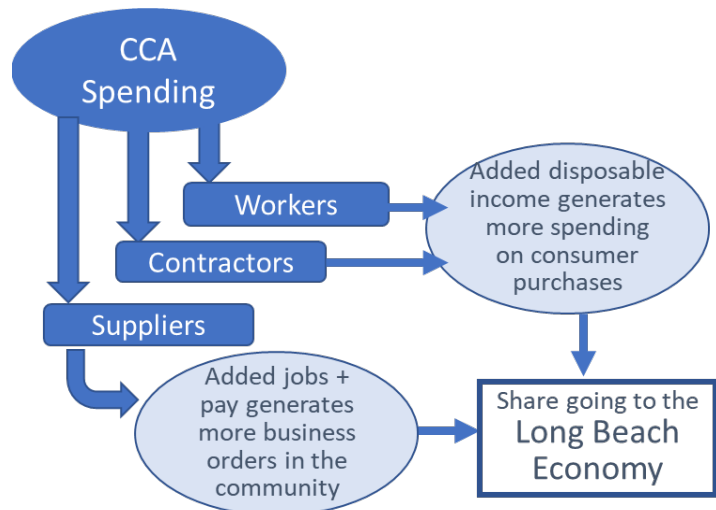 CCA
Spending
Workers
Contractors
Suppliers
Added disposable
income generates
more spending
on consumer
purchases
Added jobs +
pay generates
more business
orders in the
community
Share going to the
Long Beach
Economy